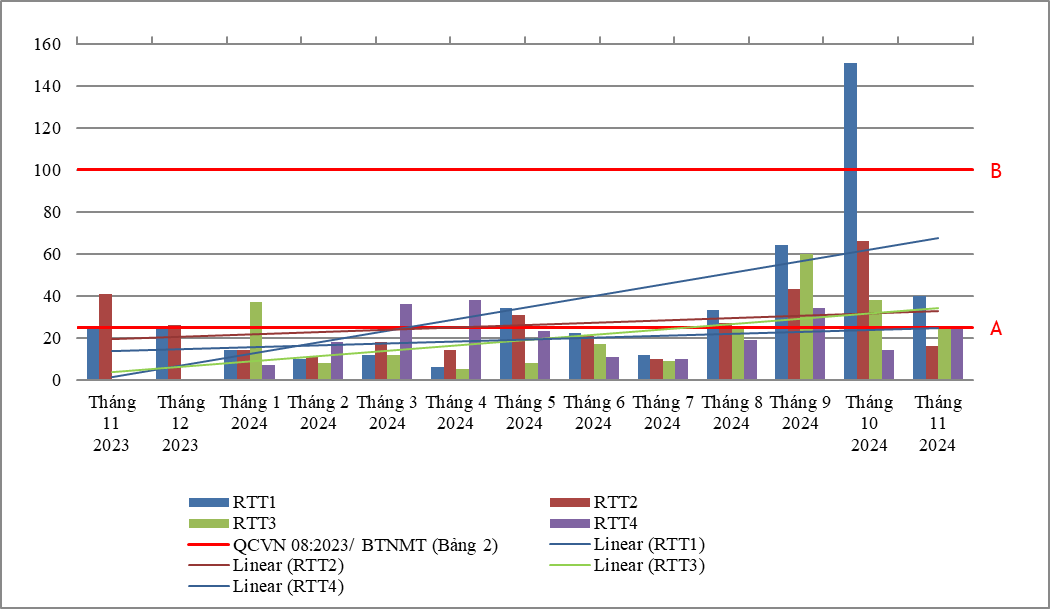 160
140
120
100
80
60
40
20
0
B
A
Tháng 11 2023
Tháng 12 2023
Tháng 1 2024
Tháng 2 2024
Tháng 3 2024
Tháng 4 2024
Tháng 5 2024
Tháng 6 2024
Tháng 7 2024
Tháng 8 2024
Tháng 9 2024
Tháng 10 2024
Tháng 11 2024
RTT1
RTT2
RTT3
RTT4
QCVN 08:2023/ BTNMT (Bảng 2)
Linear (RTT1)
Linear (RTT2)
Linear (RTT3)
Linear (RTT4)